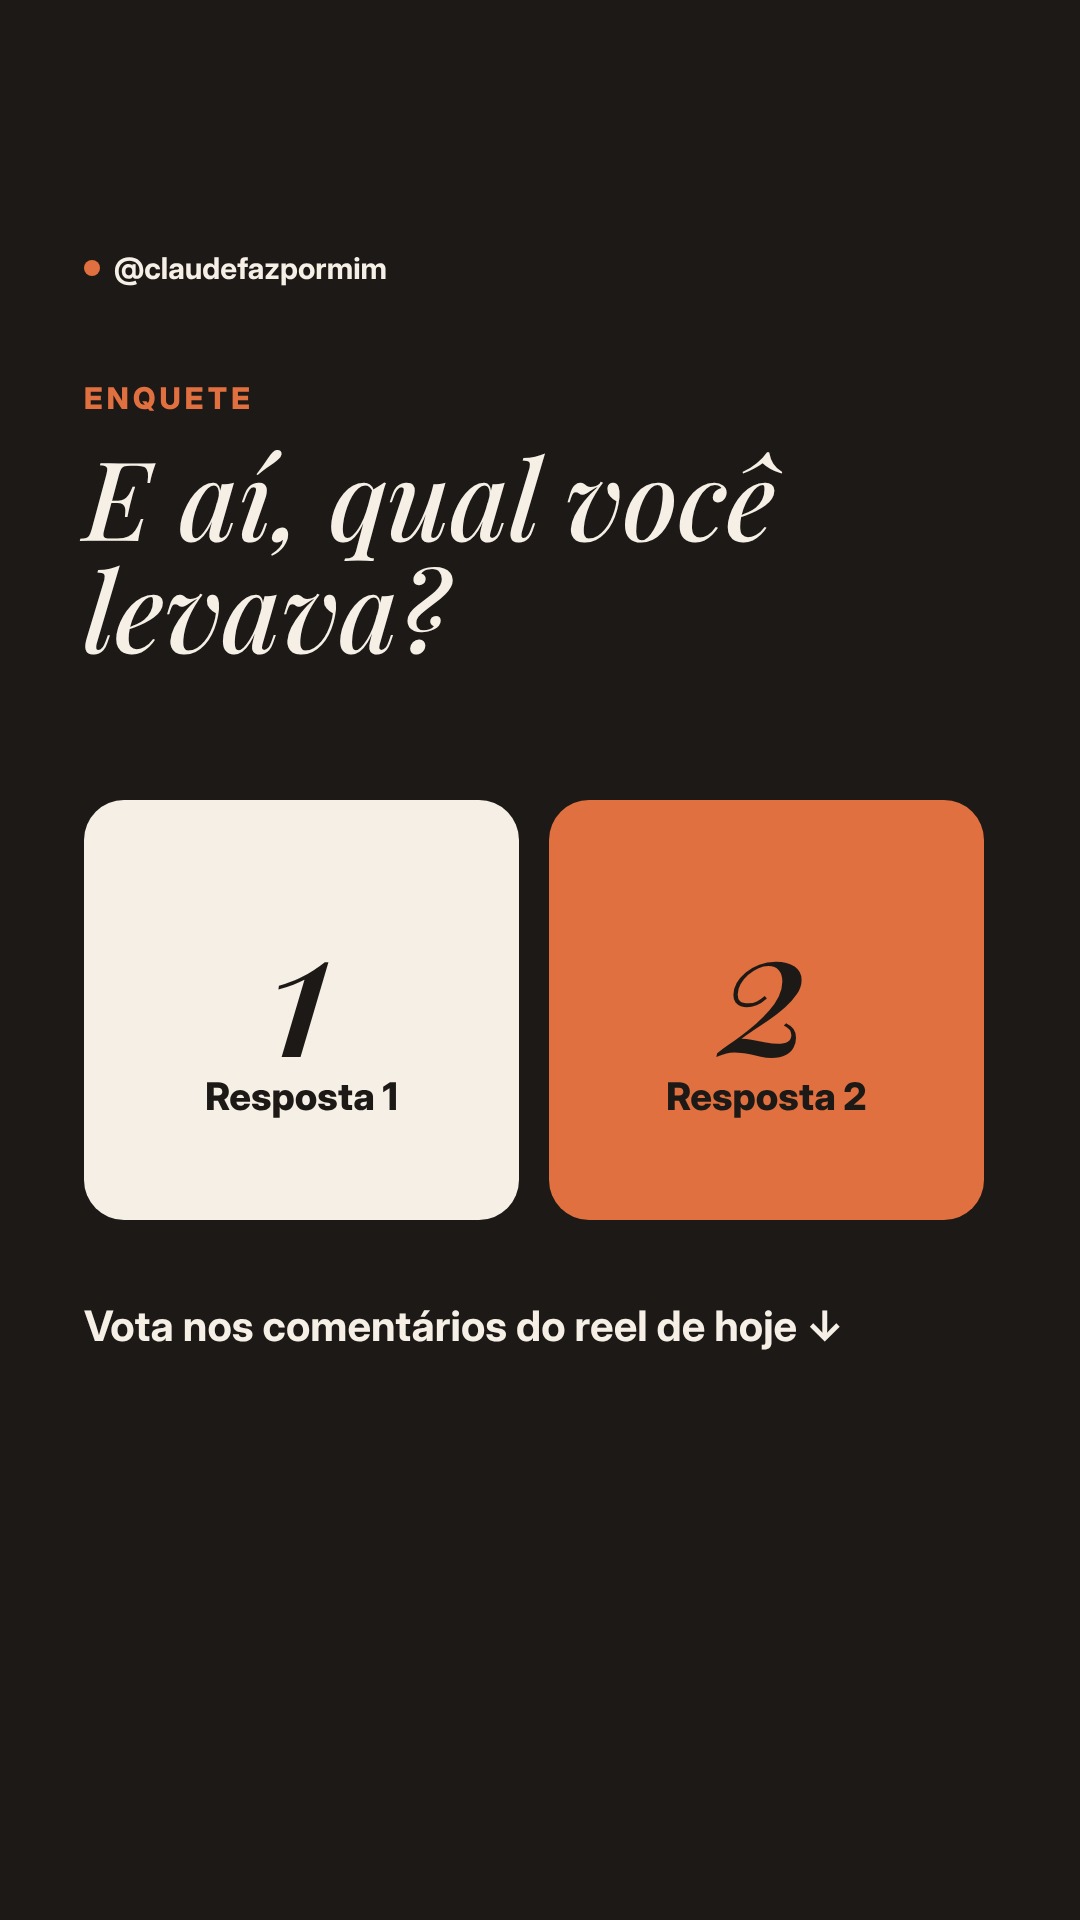 @claudefazpormim
ENQUETE
E aí, qual você
levava?
1
Resposta 1
2
Resposta 2
Vota nos comentários do reel de hoje ↓